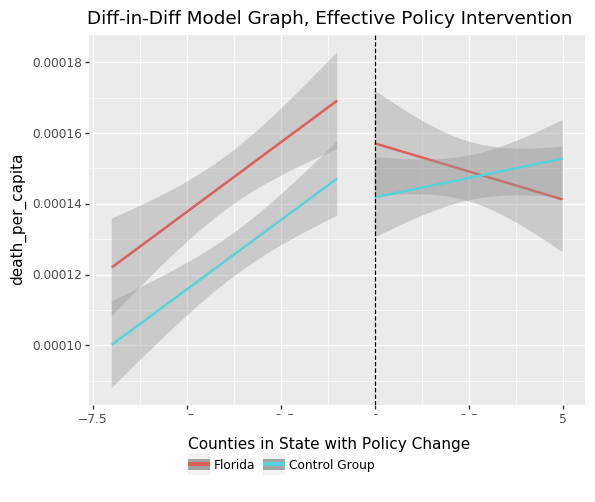 Diff-in-Diff Model Graph, Effective Policy Intervention
death_per_capita
0.00018
0.00016
0.00014
0.00012
0.00010
−7.5 5
Counties in State with Policy Change
Florida Control Group